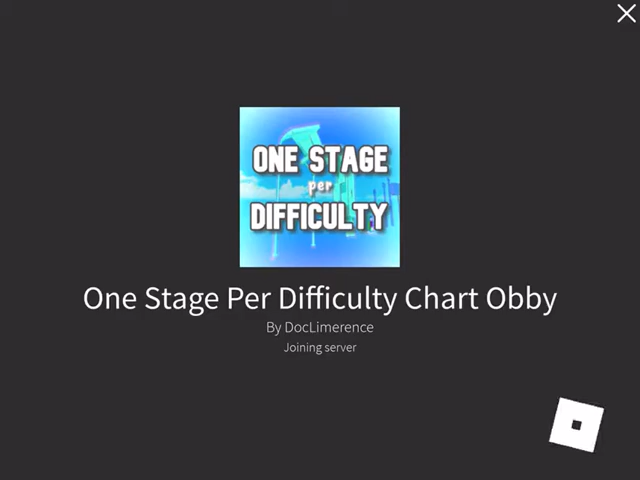 ONE STAGE
per
DIFFICULTY
One Stage Per Difficulty Chart Obby
By DocLimerence
Joining server